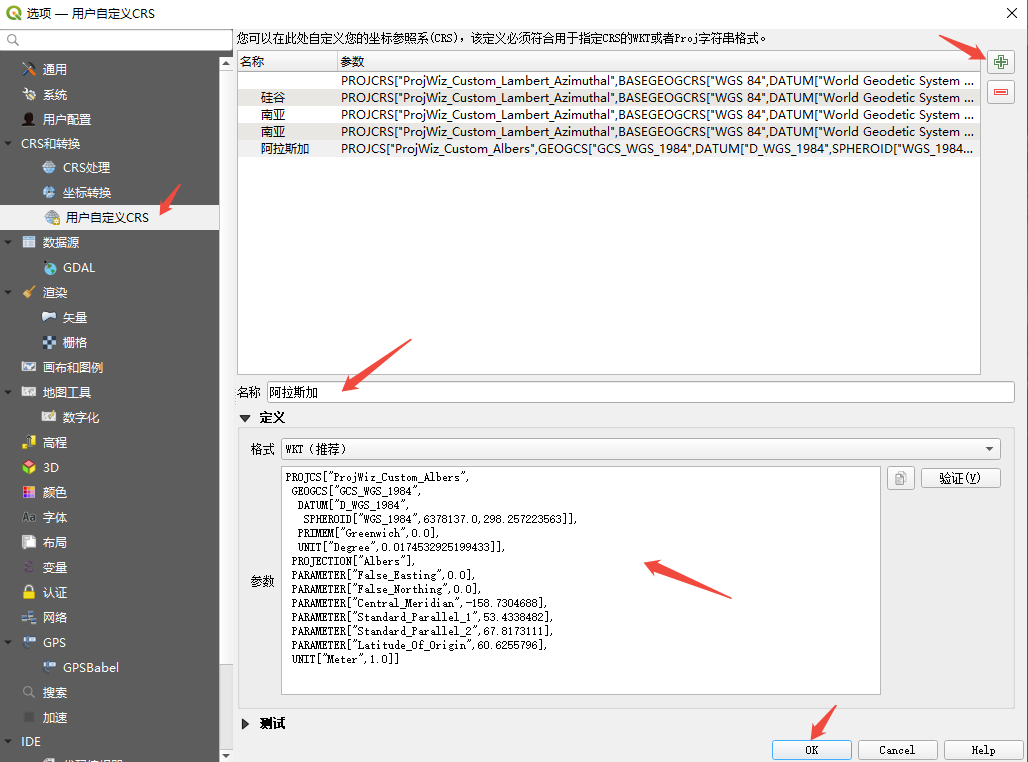 选项 — 用户自定义CRS
通用
系统
用户配置
CRS和转换
CRS处理
坐标转换
用户自定义CRS
数据源
GDAL
渲染
矢量
栅格
画布和图例
地图工具
数字化
高程
3D
颜色
字体
布局
变量
认证
网络
GPS
GPSBabel
搜索
加速
IDE
您可以在此处自定义您的坐标参照系(CRS)，该定义必须符合用于指定CRS的WKT或者Proj字符串格式。
名称 参数
PROJCRS["ProjWiz_Custom_Lambert_Azimuthal",BASEGEOGCRS["WGS 84",DATUM["World Geodetic System ...
硅谷 PROJCRS["ProjWiz_Custom_Lambert_Azimuthal",BASEGEOGCRS["WGS 84",DATUM["World Geodetic System ...
南亚 PROJCRS["ProjWiz_Custom_Lambert_Azimuthal",BASEGEOGCRS["WGS 84",DATUM["World Geodetic System ...
南亚 PROJCRS["ProjWiz_Custom_Lambert_Azimuthal",BASEGEOGCRS["WGS 84",DATUM["World Geodetic System ...
阿拉斯加 PROJCS["ProjWiz_Custom_Albers",GEOGCS["GCS_WGS_1984",DATUM["D_WGS_1984",SPHEROID["WGS_1984...
名称 阿拉斯加
定义
格式 WKT（推荐）
参数
PROJCS["ProjWiz_Custom_Albers",
GEOGCS["GCS_WGS_1984",
DATUM["D_WGS_1984",
SPHEROID["WGS_1984",6378137.0,298.257223563]],
PRIMEM["Greenwich",0.0],
UNIT["Degree",0.0174532925199433]],
PROJECTION["Albers"],
PARAMETER["False_Easting",0.0],
PARAMETER["False_Northing",0.0],
PARAMETER["Central_Meridian",-158.7304688],
PARAMETER["Standard_Parallel_1",53.4338482],
PARAMETER["Standard_Parallel_2",67.8173111],
PARAMETER["Latitude_Of_Origin",60.6255796],
UNIT["Meter",1.0]]
验证(V)
测试
OK Cancel Help